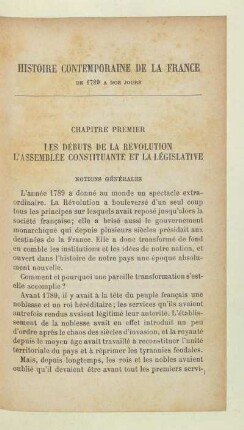 HISTOIRE CONTEMPORAINE DE LA FRANCE
DE 1789 A NOS JOURS
CHAPITRE PREMIER
LES DÉBUTS DE LA RÉVOLUTION
L'ASSEMBLÉE CONSTITUANTE ET LA LÉGISLATIVE
NOTIONS GÉNÉRALES
L'année 1789 a donné au monde un spectacle extra-
ordinaire. La Révolution a bouleversé d'un seul coup
tous les principes sur lesquels avait reposé jusqu'alors la
société française; elle a brisé aussi le gouvernement
monarchique qui depuis plusieurs siècles présidait aux
destinées de la France. Elle a donc transformé de fond
en comble les institutions et les idées de notre nation, et
ouvert dans l'histoire de notre pays une époque absolu-
ment nouvelle.
Comment et pourquoi une pareille transformation s'est-
elle accomplie ?
Avant 1789, il y avait à la tête du peuple français une
noblesse et un roi héréditaire; les services qu'ils avaient
autrefois rendus avaient légitimé leur autorité. L'établis-
sement de la noblesse avait en effet introduit un peu
d'ordre après le chaos des siècles d'invasion, et la royauté
depuis le moyen âge avait travaillé à reconstituer l'unité
territoriale du pays et à réprimer les tyrannies féodales.
Mais, depuis longtemps, les rois et les nobles avaient
oublié qu'il devaient être avant tout les premiers servi-